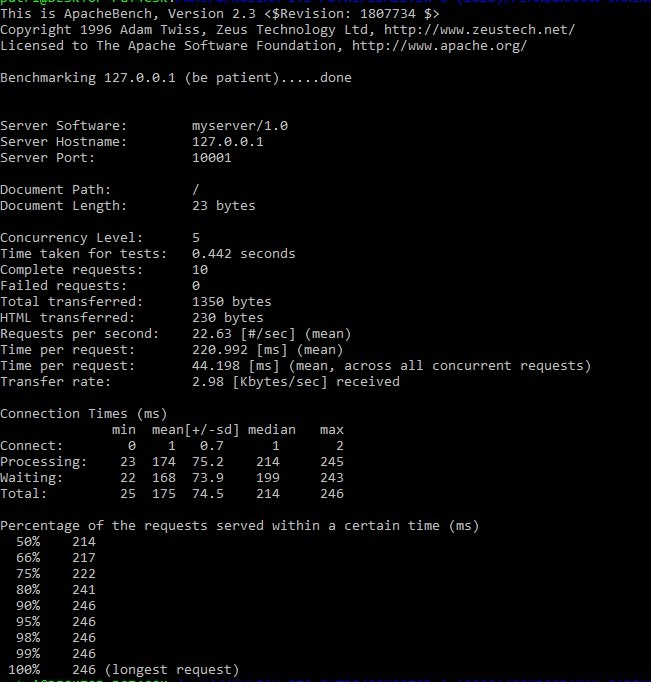 This is ApacheBench, Version 2.3 <$Revision: 1807734 $>
Copyright 1996 Adam Twiss, Zeus Technology Ltd, http://www.zeustech.net/
Licensed to The Apache Software Foundation, http://www.apache.org/
Benchmarking 127.0.0.1 (be patient).....done
Server Software:        myserver/1.0
Server Hostname:        127.0.0.1
Server Port:            10001
Document Path:          /
Document Length:        23 bytes
Concurrency Level:      5
Time taken for tests:   0.442 seconds
Complete requests:      10
Failed requests:        0
Total transferred:      1350 bytes
HTML transferred:       230 bytes
Requests per second:    22.63 [#/sec] (mean)
Time per request:       220.992 [ms] (mean)
Time per request:       44.198 [ms] (mean, across all concurrent requests)
Transfer rate:          2.98 [Kbytes/sec] received
Connection Times (ms)
              min  mean[+/-sd] median   max
Connect:        0    1   0.7      1       2
Processing:    23  174  75.2    214     245
Waiting:       22  168  73.9    199     243
Total:         25  175  74.5    214     246
Percentage of the requests served within a certain time (ms)
  50%    214
  66%    217
  75%    222
  80%    241
  90%    246
  95%    246
  98%    246
  99%    246
 100%    246 (longest request)